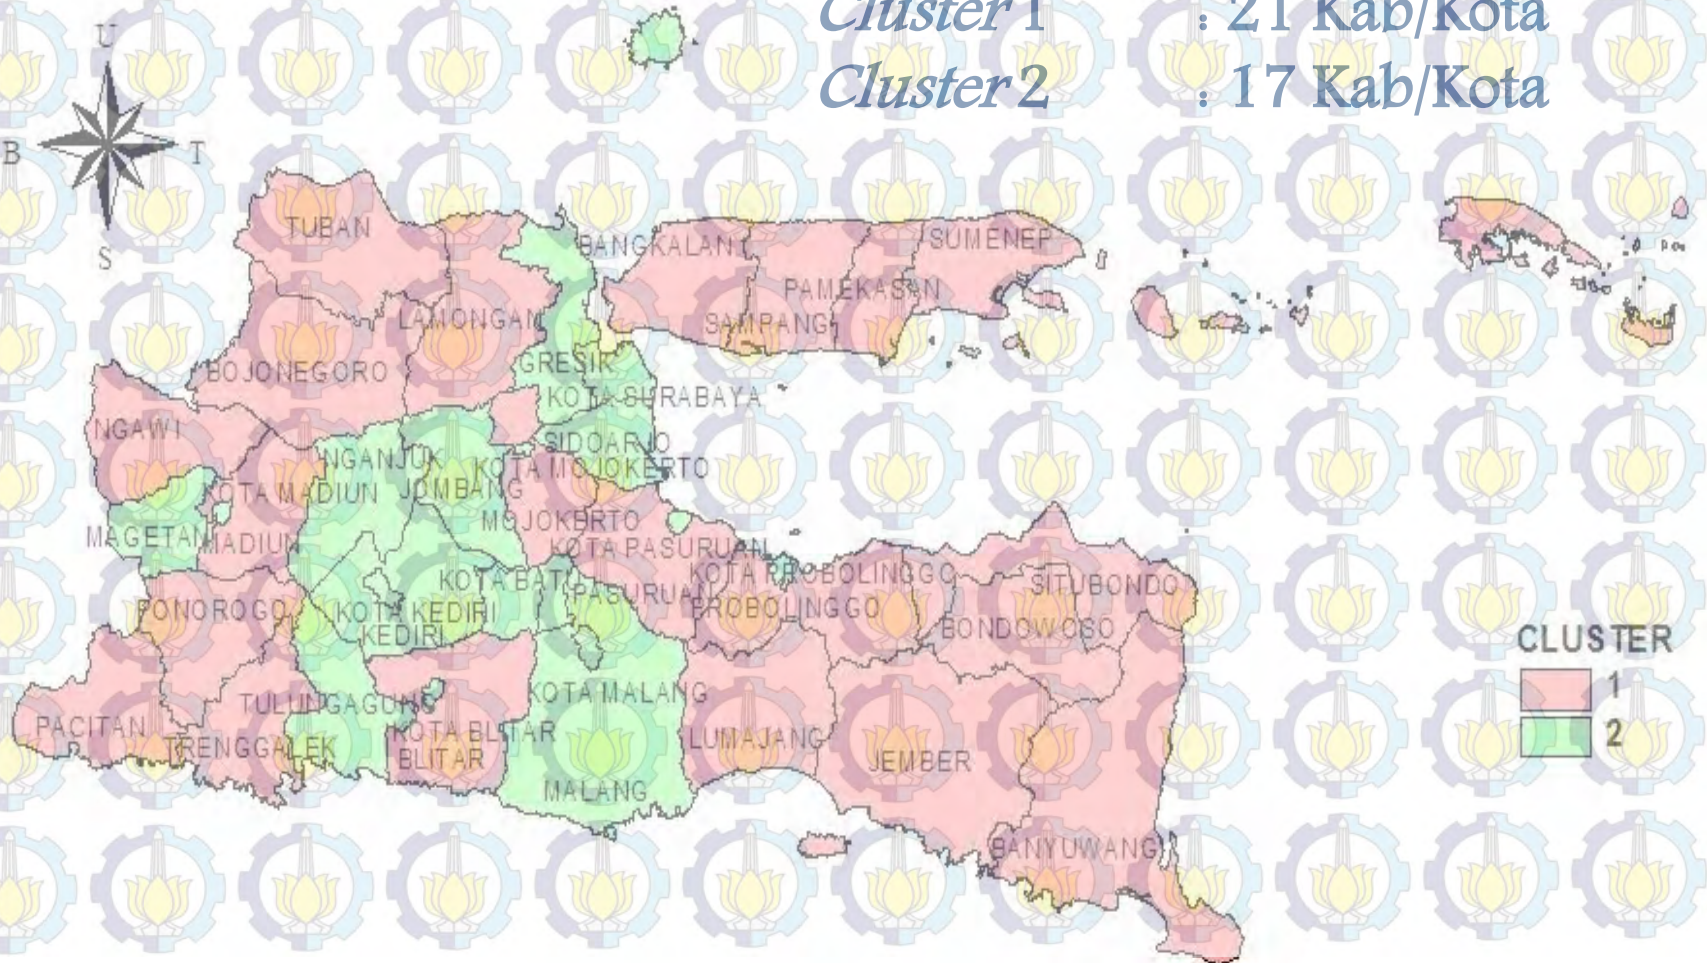 Cluster 1 : 21 Kab/Kota
Cluster 2 : 17 Kab/Kota
U
B T
S
TUBAN
BANGKALAN
SUMENEP
PAMEKASAN
LAMONGAN
SAMPANG
GRESIK
BOJONEGORO
KOTA SURABAYA
NGAWI
SIDOARJO
NGANJUK
KOTA MOJOKERTO
KOTA MADIUN
JOMBANG
MOJOKERTO
MAGETAN
MADIUN
KOTA PASURUAN
KOTA PROBOLINGGO
KOTA BATU
PASURUAN
SITUBONDO
PONOROGO
KOTA KEDIRI
PROBOLINGGO
KEDIRI
BONDOWOSO
CLUSTER
1
2
KOTA MALANG
TULUNGAGUNG
PACITAN
KOTA BLITAR
LUMAJANG
TRENGGALEK
BLITAR
JEMBER
MALANG
BANYUWANGI